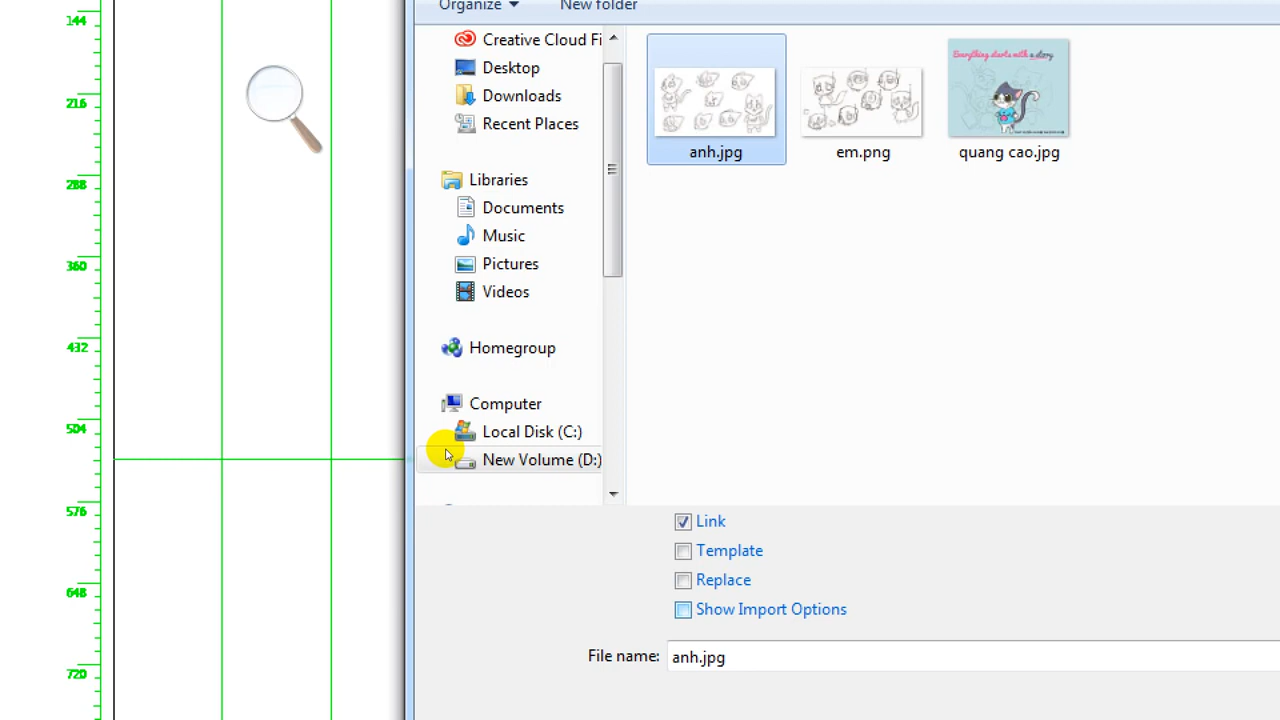 Organize
New folder
144
216
288
360
432
504
576
648
720
Creative Cloud Fi
Desktop
Downloads
Recent Places
Libraries
Documents
Music
Pictures
Videos
Homegroup
Computer
Local Disk (C:)
New Volume (D:)
Everything starts with a story
anh.jpg
em.png
quang cao.jpg
Link
Template
Replace
Show Import Options
File name:
anh.jpg